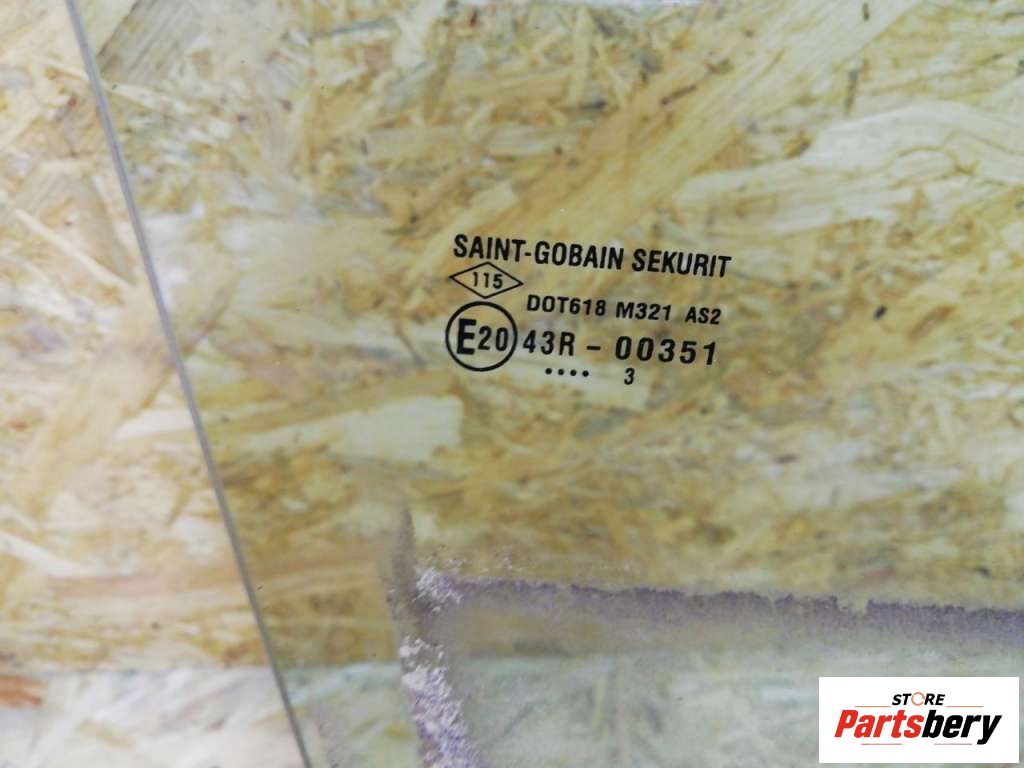 SAINT-GOBAIN SEKURIT
115
DOT618 M321 AS2
E20 43R - 00351
.... 3
STORE
Partsbery